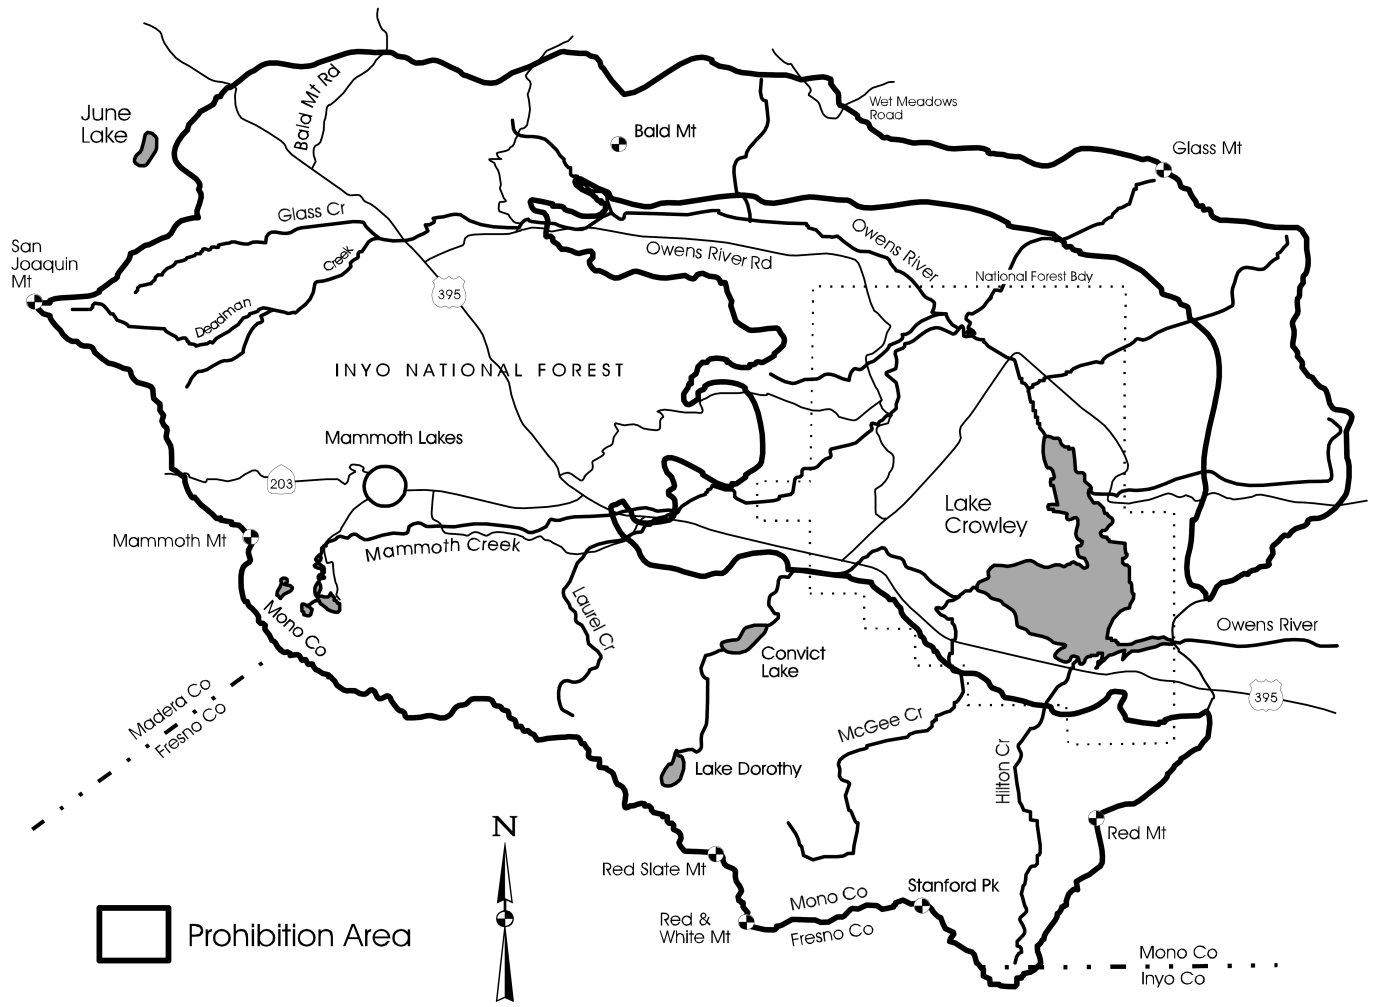 June
Lake
Bald Mt Rd
Bald Mt
Wet Meadows
Road
Glass Mt
Glass Cr
San
Joaquin
Mt
Creek
Deadman
395
Owens River
Owens River Rd
National Forest Bdy
INYO NATIONAL FOREST
Mammoth Lakes
203
Lake
Crowley
Mammoth Mt
Mammoth Creek
Mono Co
Laurel Cr
Convict
Lake
Owens River
395
Madera Co
Fresno Co
McGee Cr
Lake Dorothy
Hilton Cr
N
Red Mt
Red Slate Mt
Stanford Pk
Mono Co
Fresno Co
Red &
White Mt
Prohibition Area
Mono Co
Inyo Co